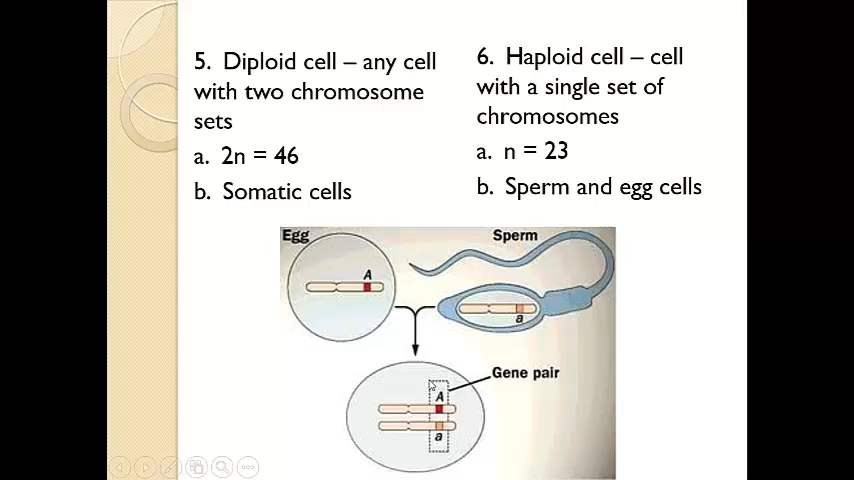 5. Diploid cell – any cell
with two chromosome
sets
a. 2n = 46
b. Somatic cells
6. Haploid cell – cell
with a single set of
chromosomes
a. n = 23
b. Sperm and egg cells
Egg
A
Sperm
a
Gene pair
A
a